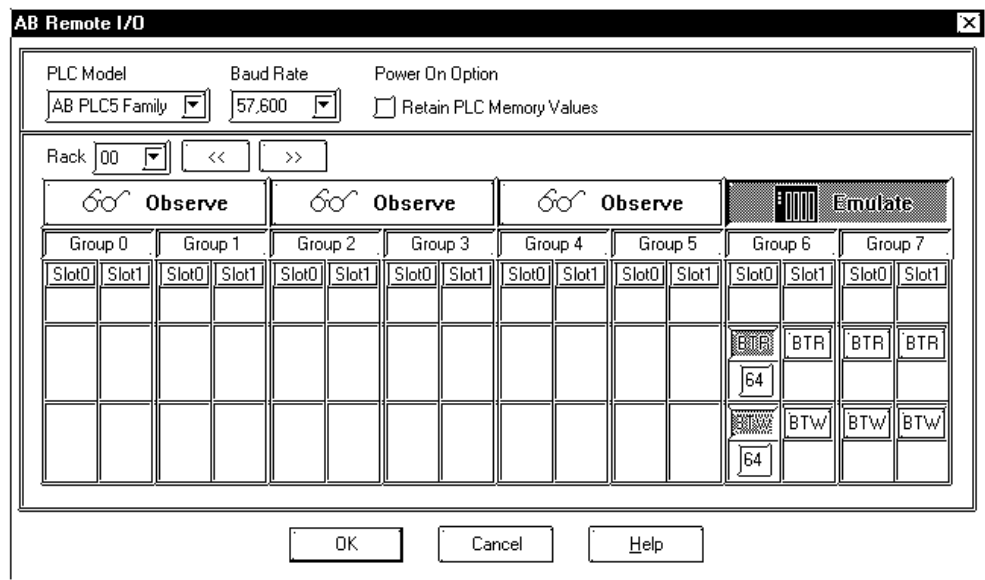 AB Remote I/O
PLC Model Baud Rate Power On Option
AB PLC5 Family 57,600 Retain PLC Memory Values
Rack 00 << >>
Observe Observe Observe Emulate
Group 0 Group 1 Group 2 Group 3 Group 4 Group 5 Group 6 Group 7
Slot0 Slot1 Slot0 Slot1 Slot0 Slot1 Slot0 Slot1 Slot0 Slot1 Slot0 Slot1 Slot0 Slot1 Slot0 Slot1
BTR BTR BTR BTR
64
BTW BTW BTW BTW
64
OK Cancel Help